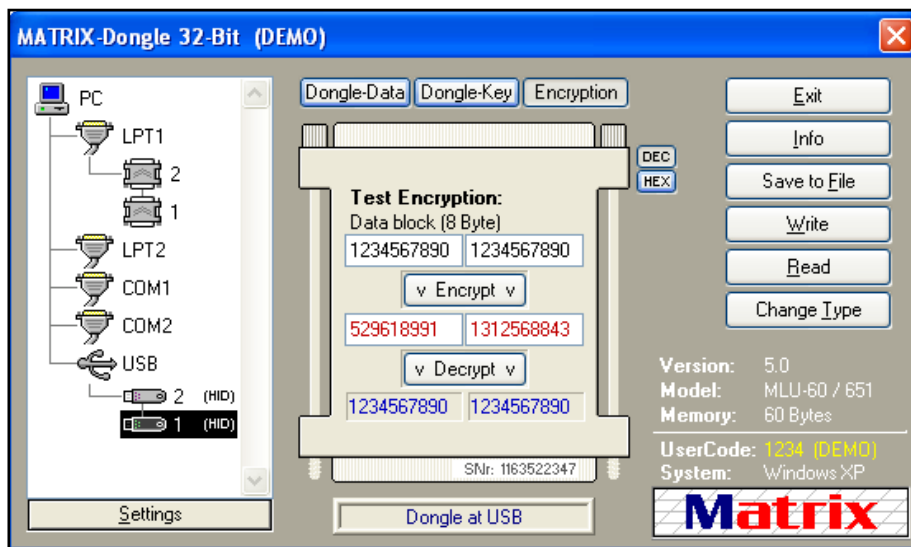 MATRIX-Dongle 32-Bit (DEMO)
PC
LPT1
2
1
LPT2
COM1
COM2
USB
2 (HID)
1 (HID)
Settings
Dongle-Data Dongle-Key Encryption
DEC
HEX
Test Encryption:
Data block (8 Byte)
1234567890 1234567890
v Encrypt v
529618991 1312568843
v Decrypt v
1234567890 1234567890
SNr: 1163522347
Dongle at USB
Exit
Info
Save to File
Write
Read
Change Type
Version: 5.0
Model: MLU-60 / 651
Memory: 60 Bytes
UserCode: 1234 (DEMO)
System: Windows XP
Matrix